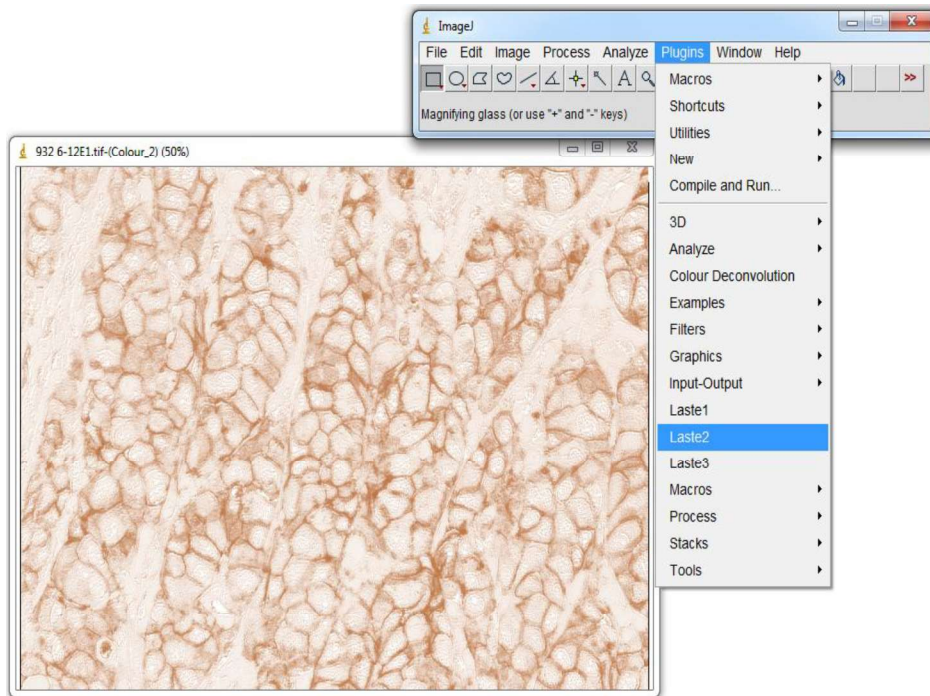 ImageJ
File Edit Image Process Analyze Plugins Window Help
Magnifying glass (or use "+" and "-" keys)
Macros
Shortcuts
Utilities
New
Compile and Run...
3D
Analyze
Colour Deconvolution
Examples
Filters
Graphics
Input-Output
Laste1
Laste2
Laste3
Macros
Process
Stacks
Tools
932 6-12E1.tif-(Colour_2) (50%)